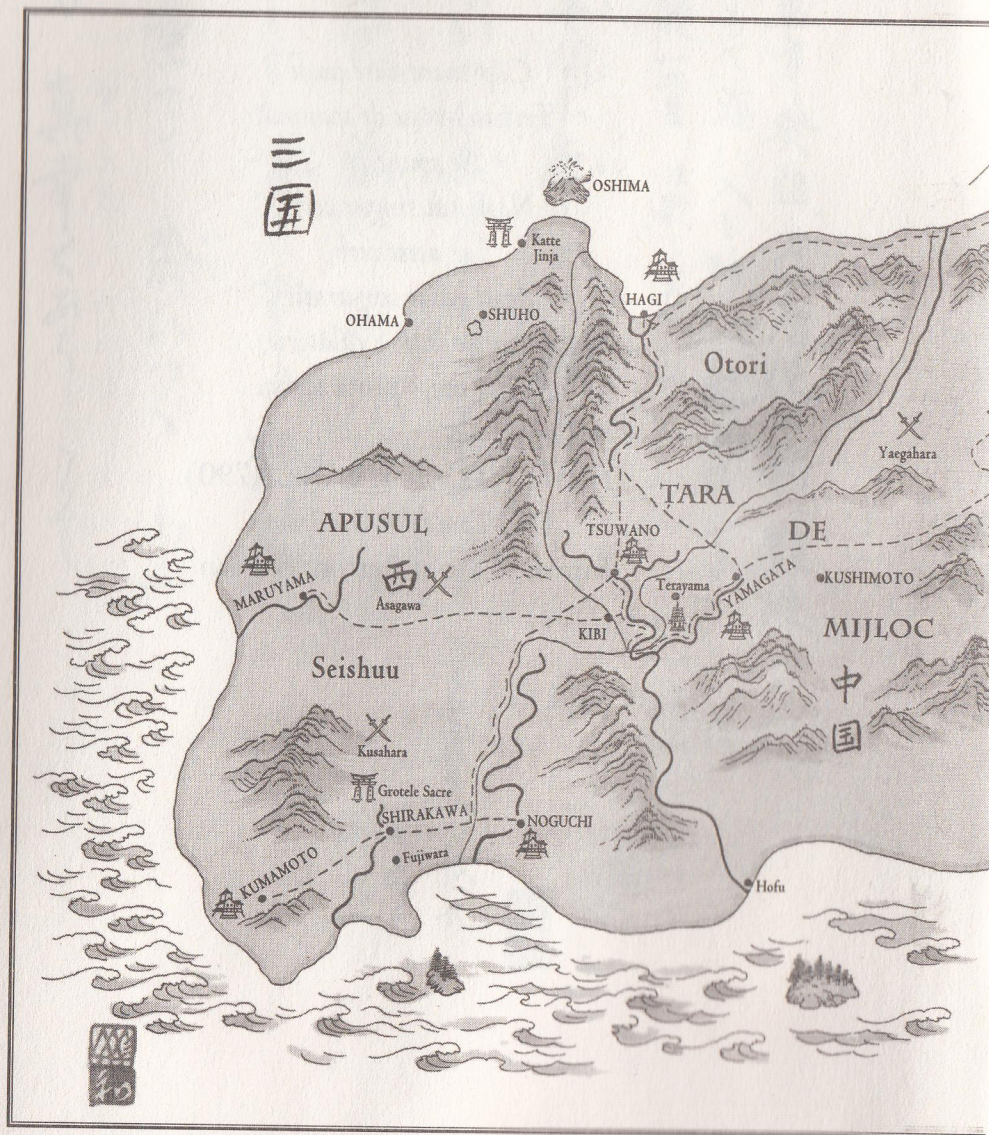 三
国
OSHIMA
Katte
Jinja
HAGI
OHAMA
SHUHO
Otori
Yaegahara
TARA
DE
MIJLOC
中
国
APUSUL
西
Asagawa
TSUWANO
MARUYAMA
Terayama
YAMAGATA
KUSHIMOTO
KIBI
Seishuu
Kusahara
Grotele Sacre
SHIRAKAWA
NOGUCHI
KUMAMOTO
Fujiwara
Hofu